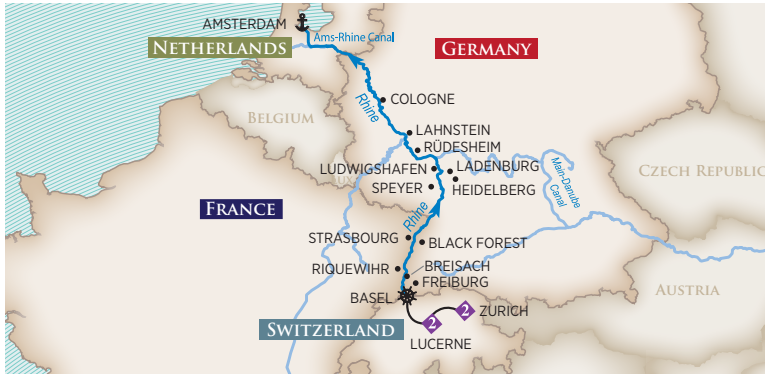 AMSTERDAM
Ams-Rhine Canal
NETHERLANDS
GERMANY
COLOGNE
Rhine
BELGIUM
LAHNSTEIN
RÜDESHEIM
LUDWIGSHAFEN
LADENBURG
Main-Danube
Canal
CZECH REPUBLIC
LUX
SPEYER
HEIDELBERG
FRANCE
Rhine
STRASBOURG
BLACK FOREST
RIQUEWIHR
BREISACH
FREIBURG
AUSTRIA
BASEL
2
2
ZURICH
SWITZERLAND
LUCERNE